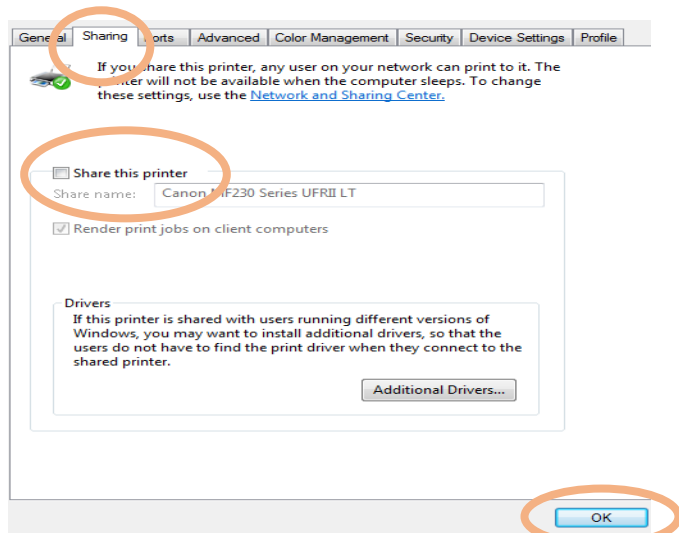 General Sharing Ports Advanced Color Management Security Device Settings Profile
If you share this printer, any user on your network can print to it. The
printer will not be available when the computer sleeps. To change
these settings, use the Network and Sharing Center.
Share this printer
Share name: Canon MF230 Series UFRII LT
Render print jobs on client computers
Drivers
If this printer is shared with users running different versions of
Windows, you may want to install additional drivers, so that the
users do not have to find the print driver when they connect to the
shared printer.
Additional Drivers...
OK